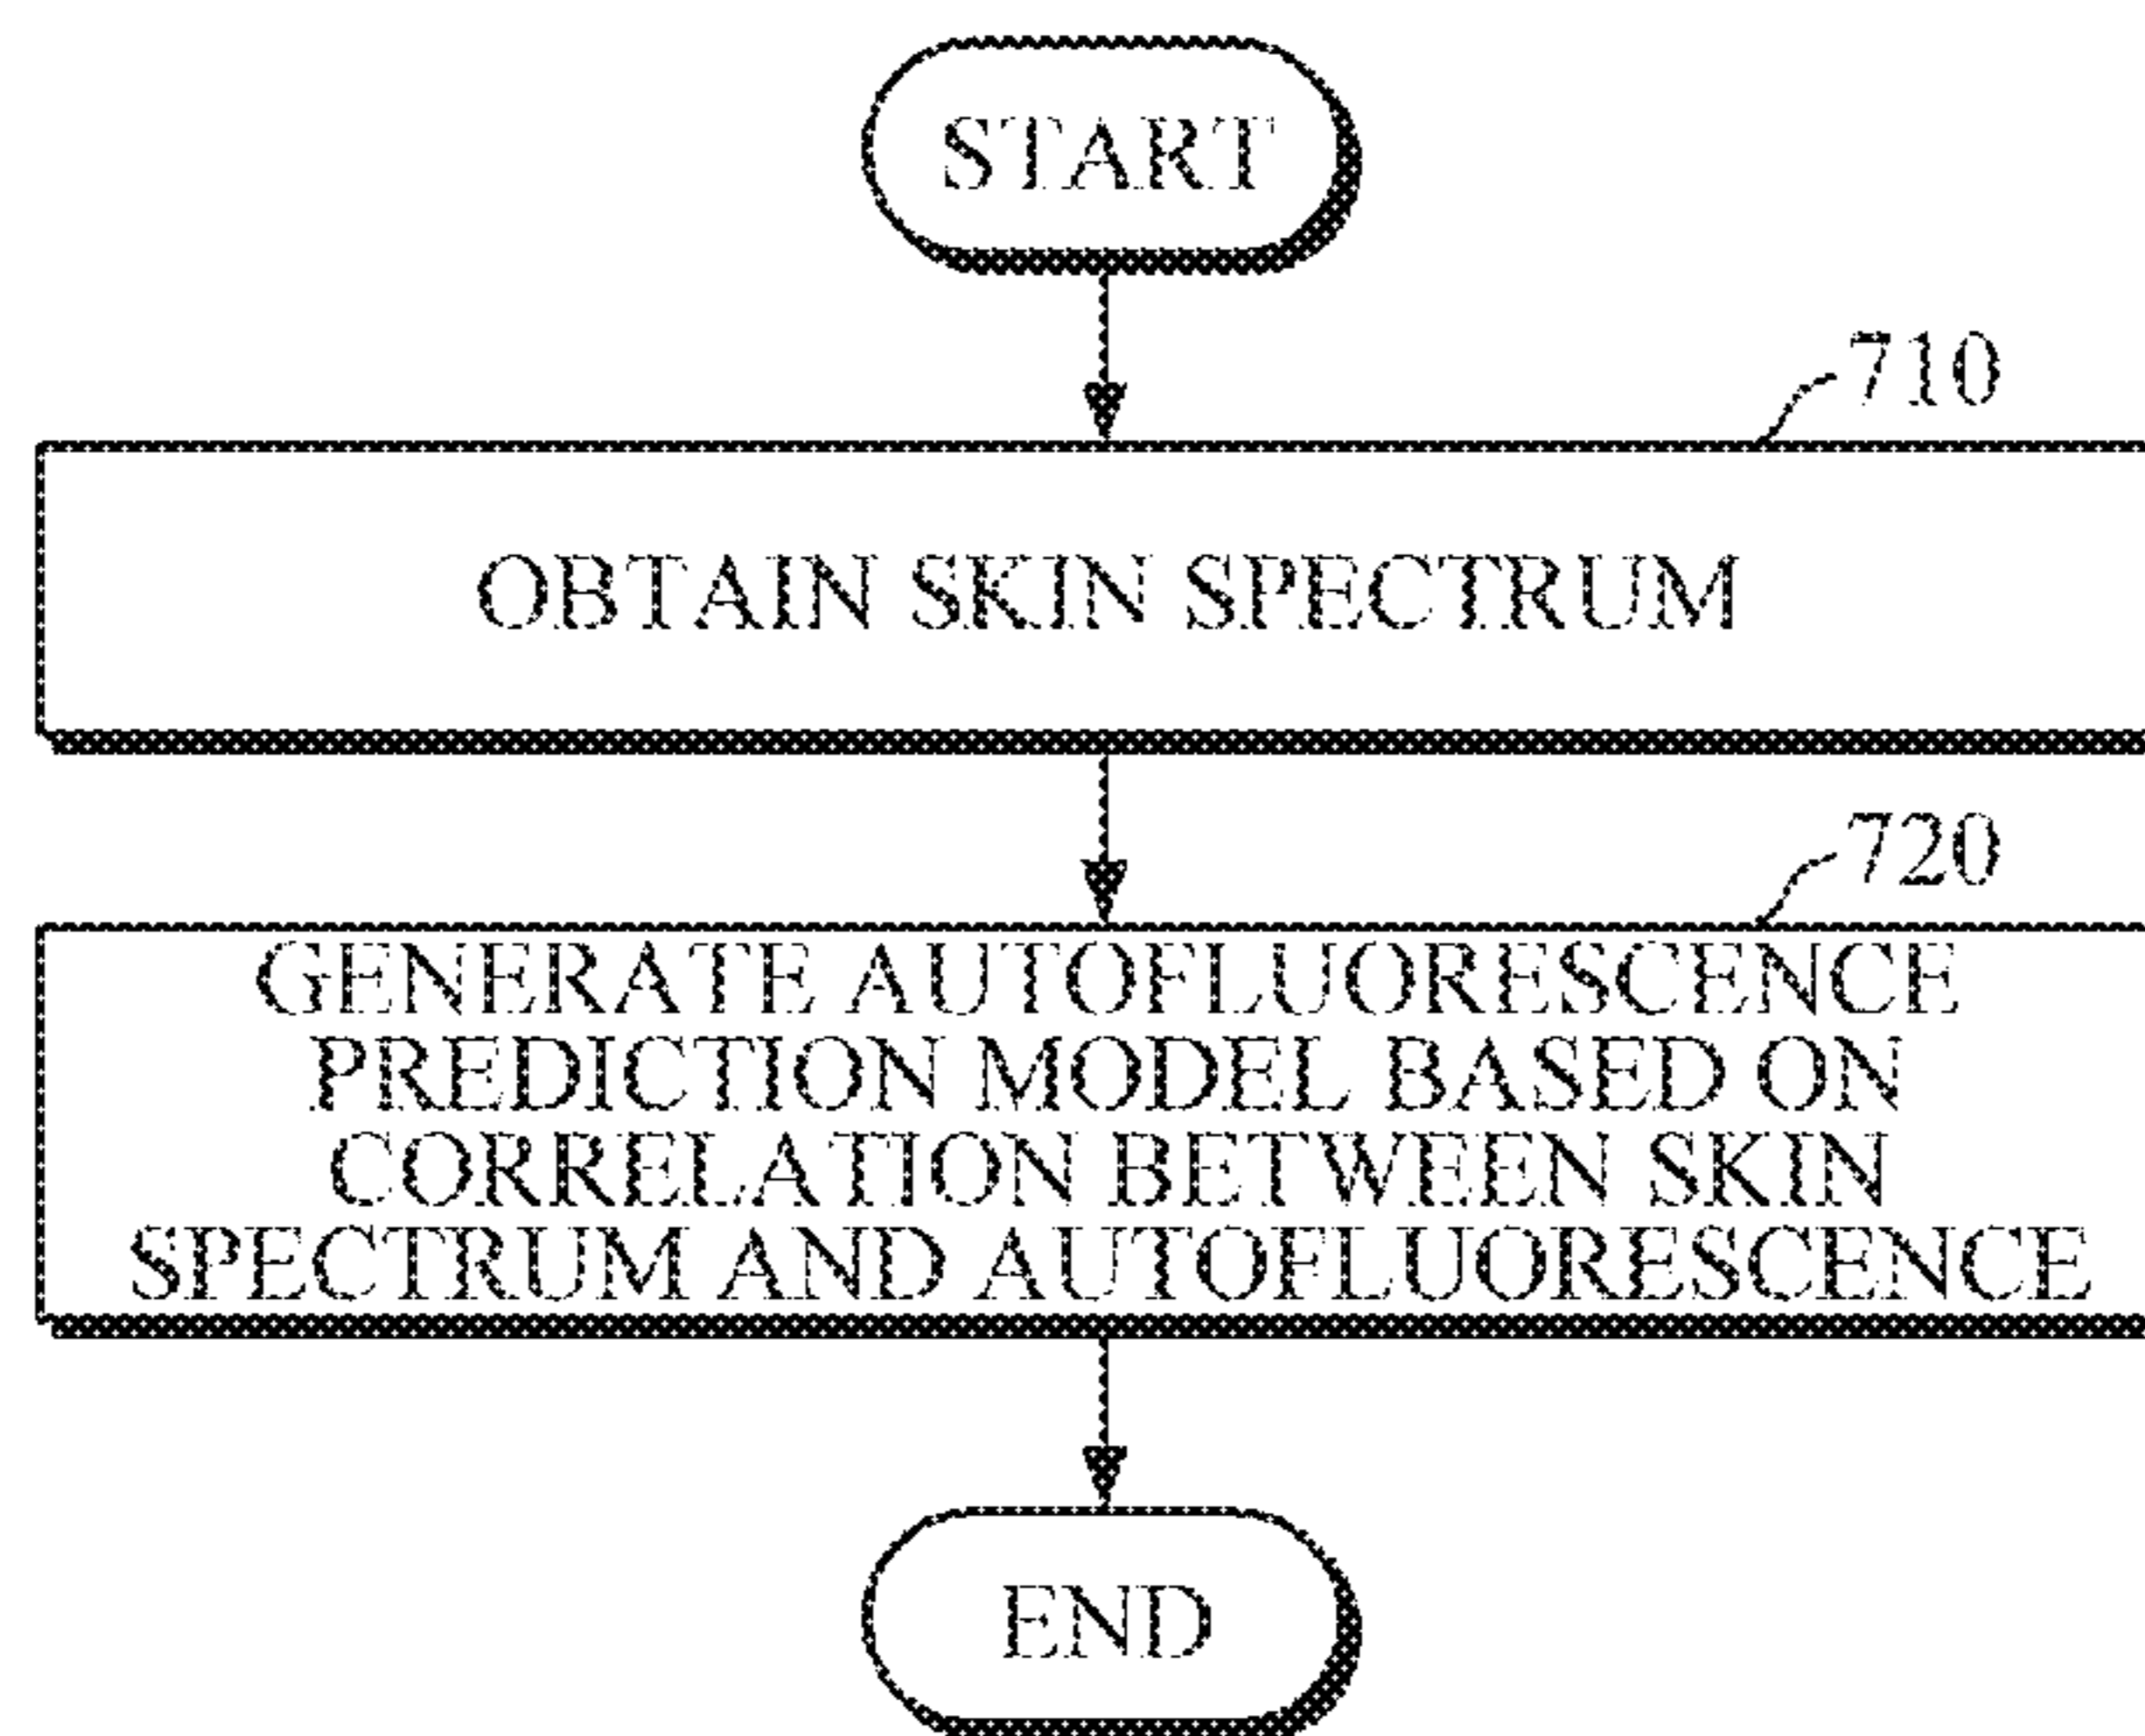 START
710
OBTAIN SKIN SPECTRUM
720
GENERATE AUTOFLUORESCENCE
PREDICTION MODEL BASED ON
CORRELATION BETWEEN SKIN
SPECTRUM AND AUTOFLUORESCENCE
END